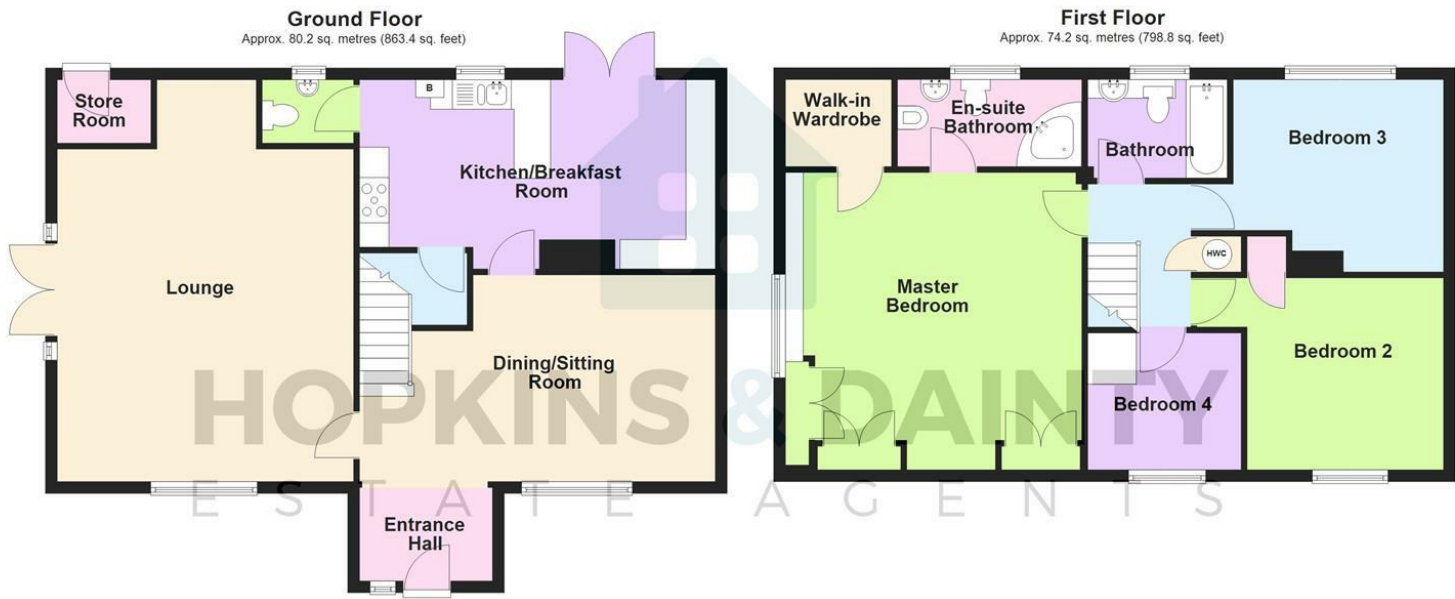 Ground Floor
Approx. 80.2 sq. metres (863.4 sq. feet)
Store
Room
B
Kitchen/Breakfast
Room
Lounge
Dining/Sitting
Room
Entrance
Hall
First Floor
Approx. 74.2 sq. metres (798.8 sq. feet)
Walk-in
Wardrobe
En-suite
Bathroom
Bathroom
Bedroom 3
HWC
Master
Bedroom
Bedroom 2
Bedroom 4
HOPKINS & DAINTY
ESTATE AGENTS